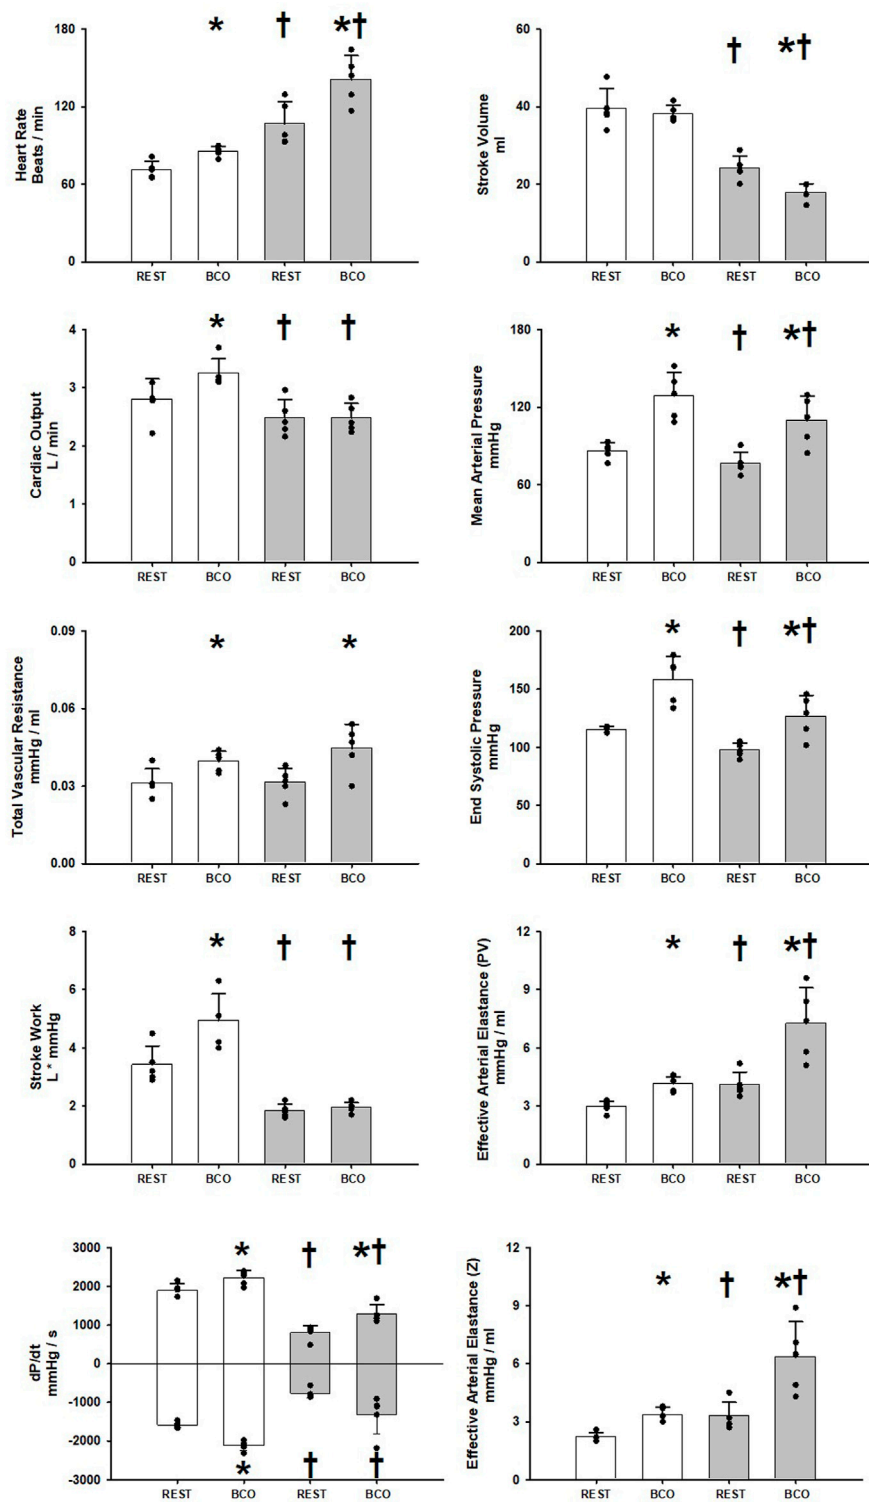 Heart Rate
Beats / min
180
120
60
0
* † *†
REST BCO REST BCO
Stroke Volume
ml
60
40
20
0
† *†
REST BCO REST BCO
Cardiac Output
L / min
4
3
2
1
0
* † †
REST BCO REST BCO
Mean Arterial Pressure
mmHg
180
120
60
0
* † *†
REST BCO REST BCO
Total Vascular Resistance
mmHg / ml
0.09
0.06
0.03
0.00
* *
REST BCO REST BCO
End Systolic Pressure
mmHg
200
150
100
50
0
* † *†
REST BCO REST BCO
Stroke Work
L * mmHg
8
6
4
2
0
* † †
REST BCO REST BCO
Effective Arterial Elastance (PV)
mmHg / ml
12
9
6
3
0
* † *†
REST BCO REST BCO
dP/dt
mmHg / s
3000
2000
1000
0
-1000
-2000
-3000
* † *†
* † †
REST BCO REST BCO
Effective Arterial Elastance (Z)
mmHg / ml
12
9
6
3
0
* † *†
REST BCO REST BCO